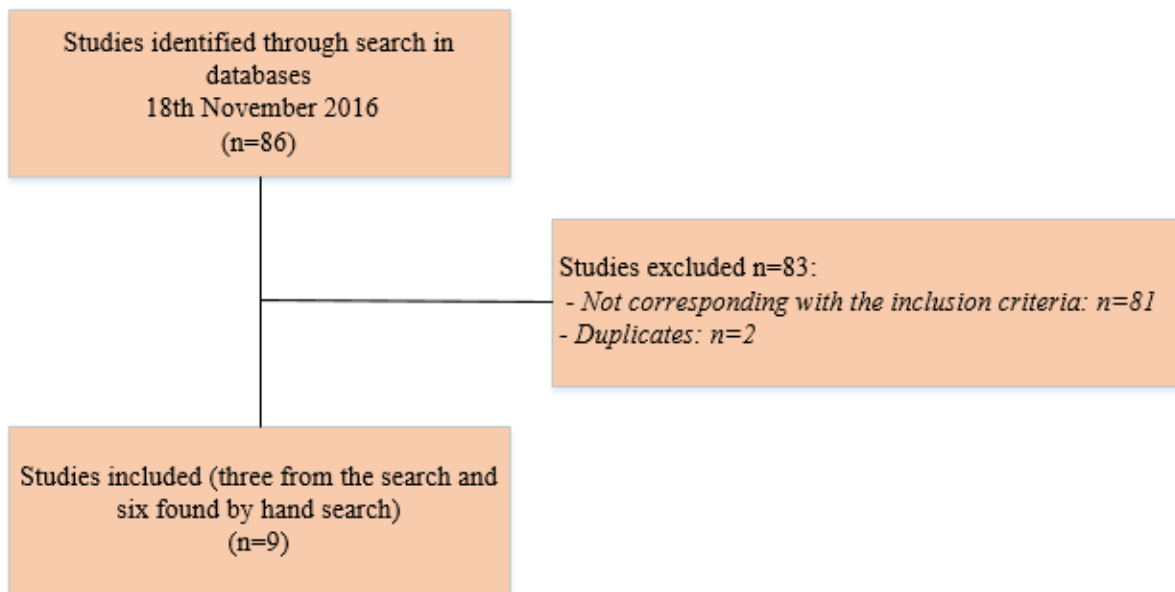 Studies identified through search in
databases
18th November 2016
(n=86)
Studies excluded n=83:
- Not corresponding with the inclusion criteria: n=81
- Duplicates: n=2
Studies included (three from the search and
six found by hand search)
(n=9)